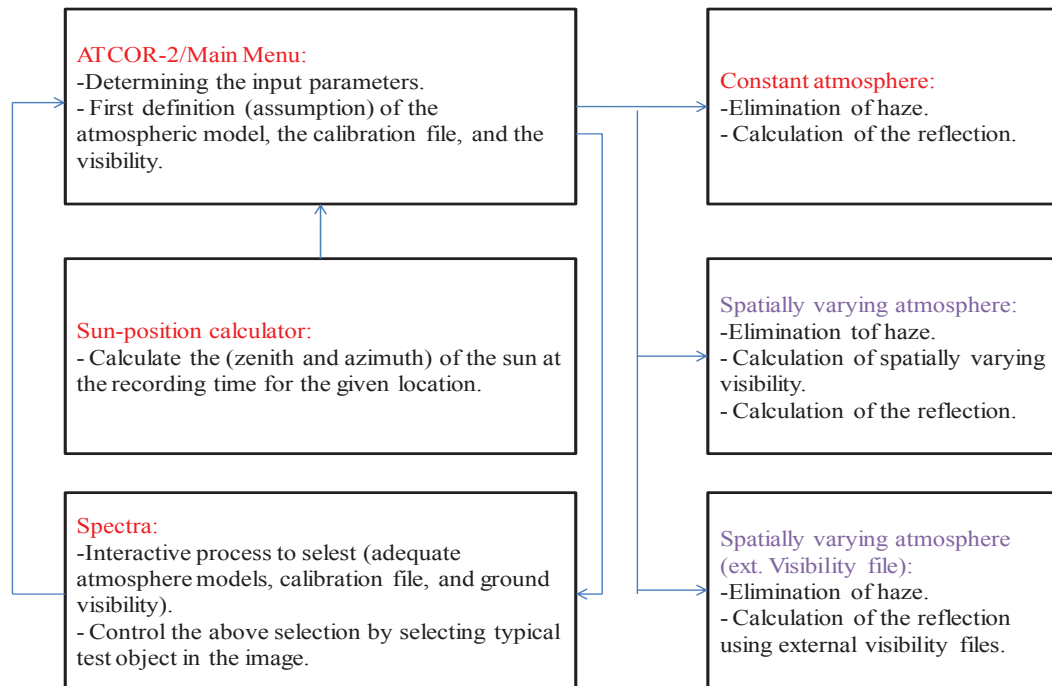 ATCOR-2/Main Menu:
-Determining the input parameters.
- First definition (assumption) of the
atmospheric model, the calibration file, and the
visibility.
Sun-position calculator:
- Calculate the (zenith and azimuth) of the sun at
the recording time for the given location.
Spectra:
-Interactive process to selest (adequate
atmosphere models, calibration file, and ground
visibility).
- Control the above selection by selecting typical
test object in the image.
Constant atmosphere:
-Elimination of haze.
- Calculation of the reflection.
Spatially varying atmosphere:
-Elimination tof haze.
- Calculation of spatially varying
visibility.
- Calculation of the reflection.
Spatially varying atmosphere
(ext. Visibility file):
-Elimination of haze.
- Calculation of the reflection
using external visibility files.